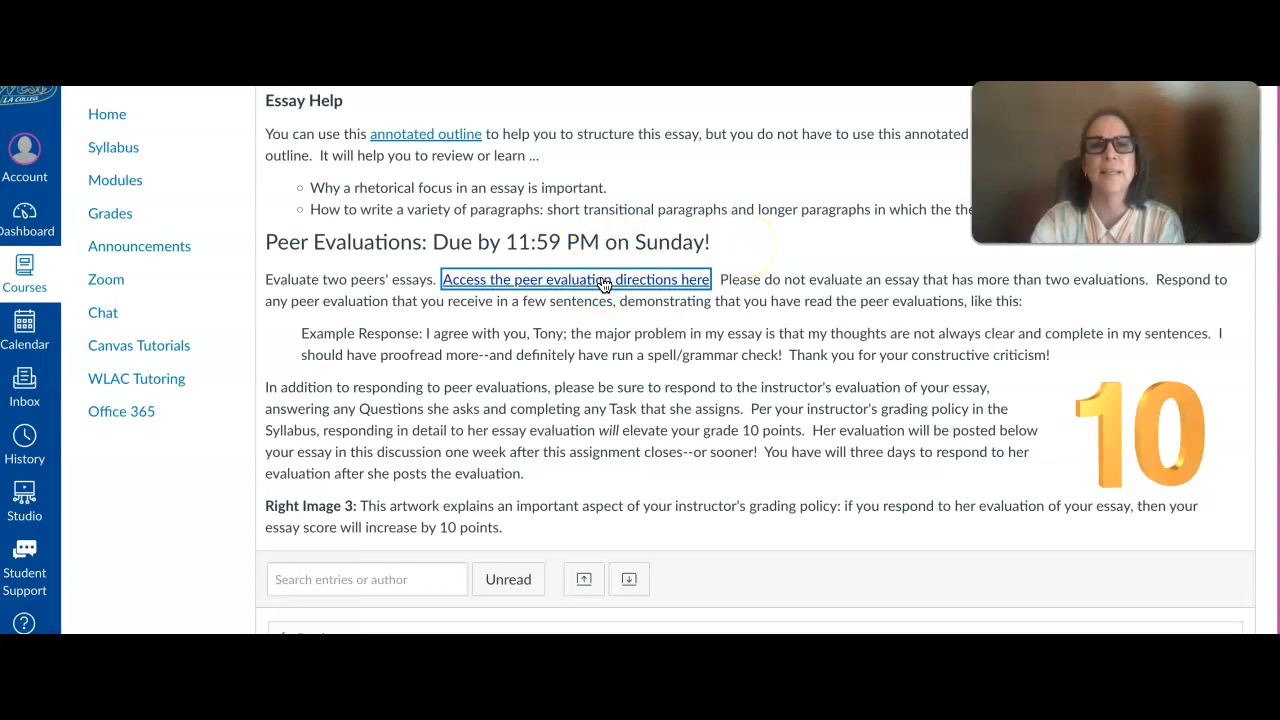 West
LA COLLEGE
Account
Dashboard
Courses
Calendar
Inbox
History
Studio
Student
Support
Home
Syllabus
Modules
Grades
Announcements
Zoom
Chat
Canvas Tutorials
WLAC Tutoring
Office 365
Essay Help
You can use this annotated outline to help you to structure this essay, but you do not have to use this annotated
outline. It will help you to review or learn ...
Why a rhetorical focus in an essay is important.
How to write a variety of paragraphs: short transitional paragraphs and longer paragraphs in which the the
Peer Evaluations: Due by 11:59 PM on Sunday!
Evaluate two peers' essays. Access the peer evaluation directions here Please do not evaluate an essay that has more than two evaluations. Respond to
any peer evaluation that you receive in a few sentences, demonstrating that you have read the peer evaluations, like this:
Example Response: I agree with you, Tony; the major problem in my essay is that my thoughts are not always clear and complete in my sentences. I
should have proofread more--and definitely have run a spell/grammar check! Thank you for your constructive criticism!
In addition to responding to peer evaluations, please be sure to respond to the instructor's evaluation of your essay,
answering any Questions she asks and completing any Task that she assigns. Per your instructor's grading policy in the
Syllabus, responding in detail to her essay evaluation will elevate your grade 10 points. Her evaluation will be posted below
your essay in this discussion one week after this assignment closes--or sooner! You have will three days to respond to her
evaluation after she posts the evaluation.
10
Right Image 3: This artwork explains an important aspect of your instructor's grading policy: if you respond to her evaluation of your essay, then your
essay score will increase by 10 points.
Search entries or author
Unread